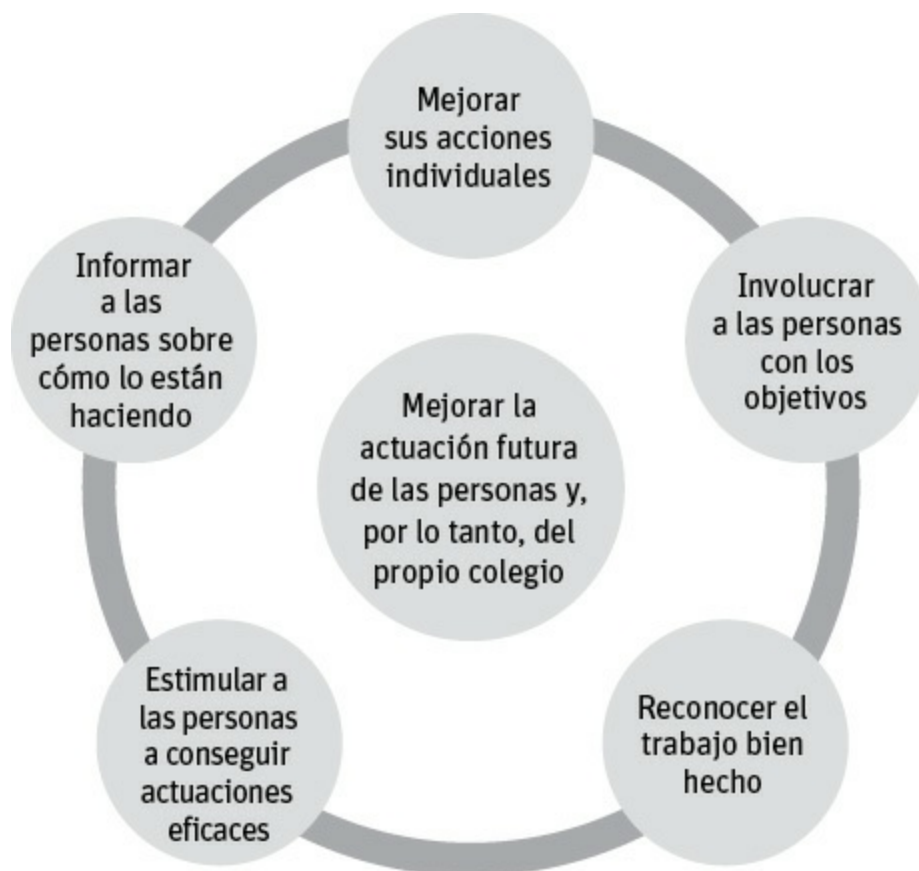 Mejorar
sus acciones
individuales
Involucrar
a las personas
con los
objetivos
Reconocer el
trabajo bien
hecho
Estimular a
las personas
a conseguir
actuaciones
eficaces
Informar
a las
personas sobre
cómo lo están
haciendo
Mejorar la
actuación futura
de las personas y,
por lo tanto, del
propio colegio